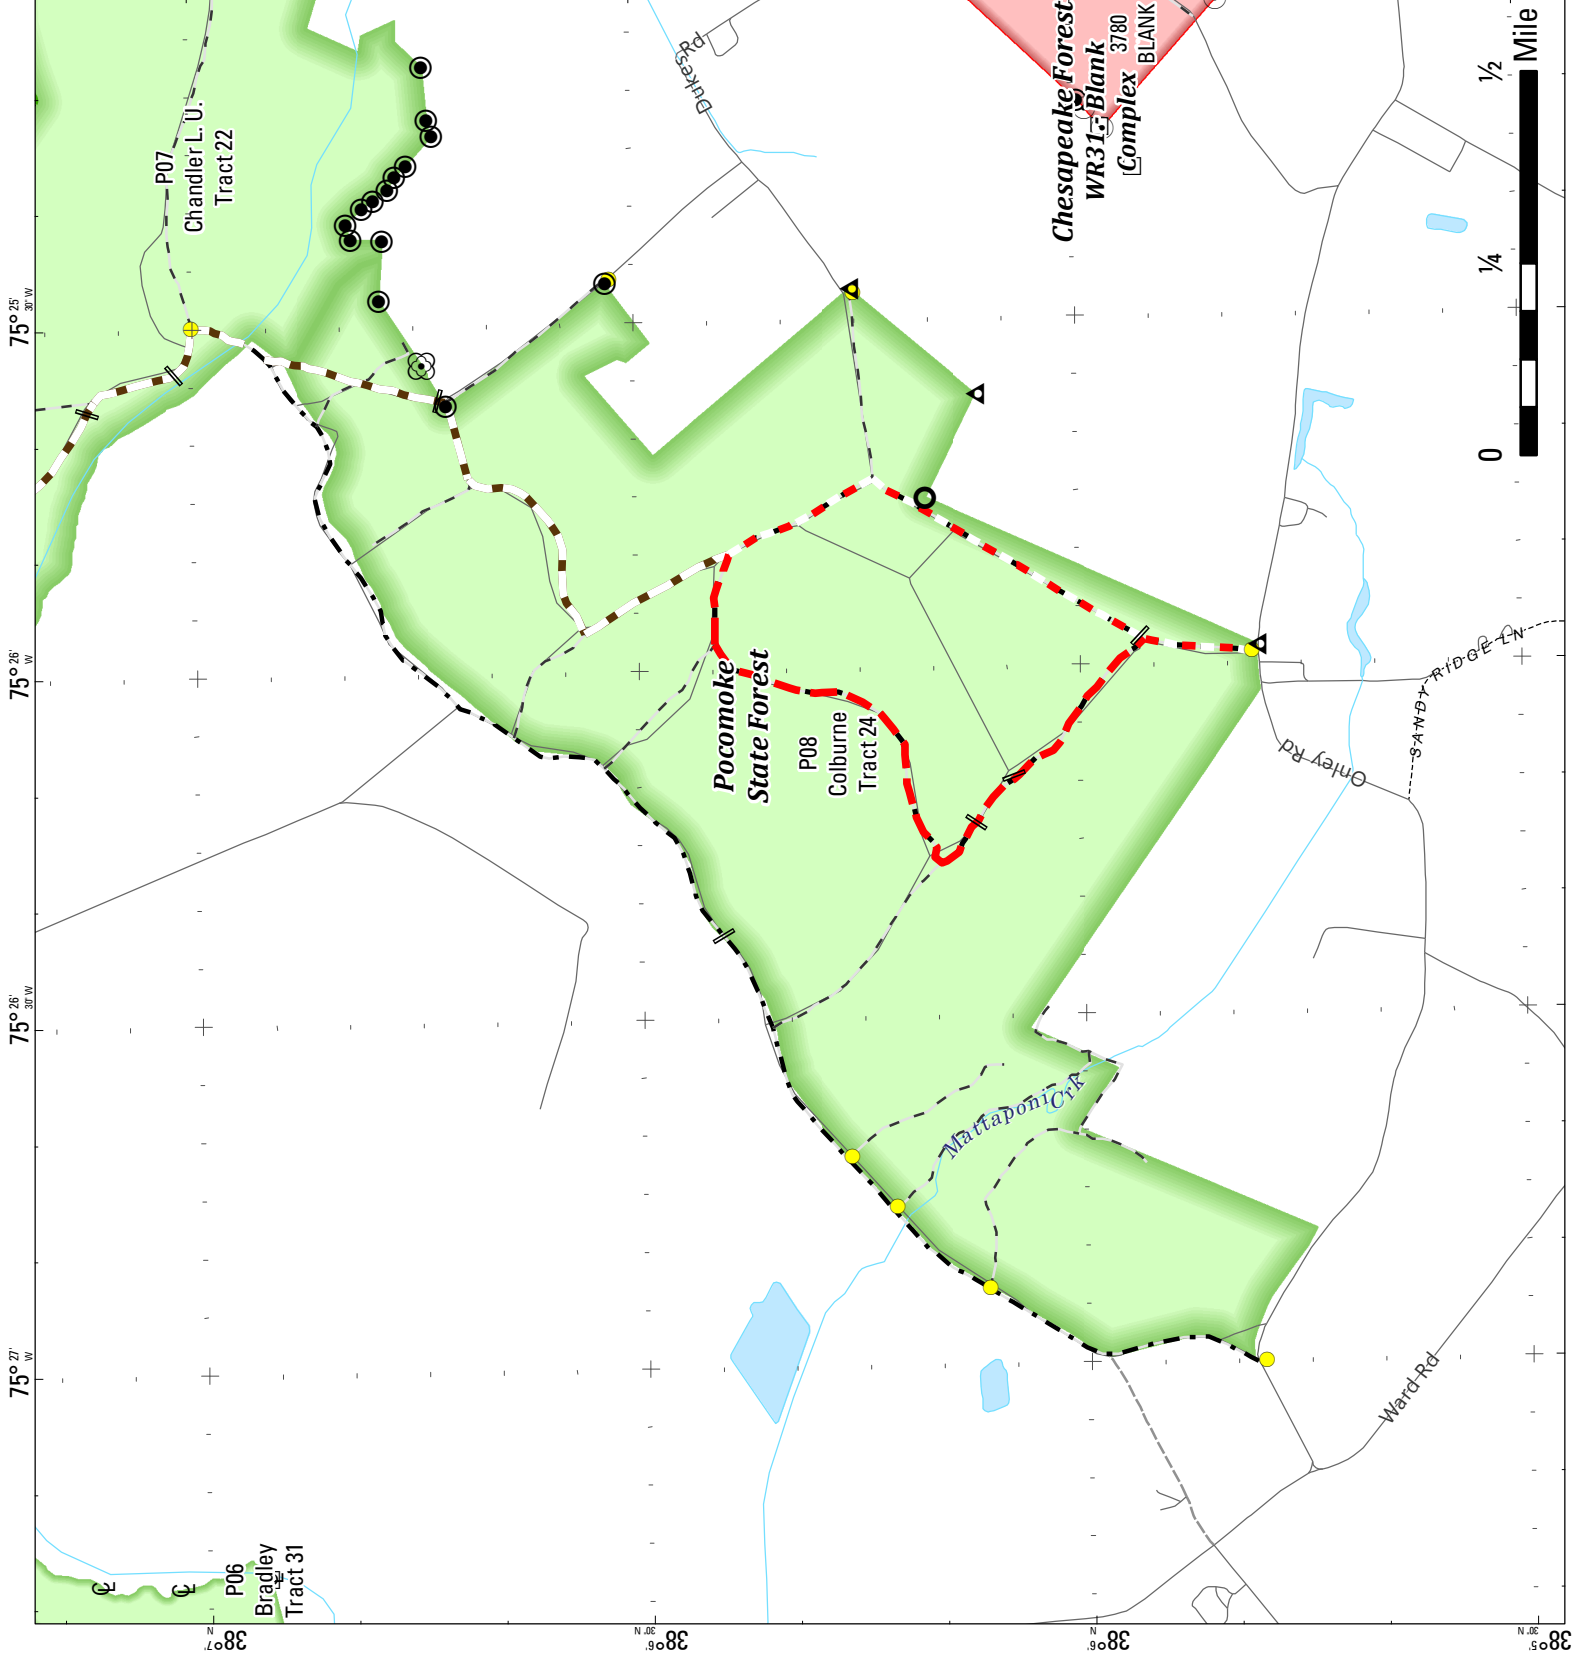 P07
Chandler L. U.
Tract 22
Dukes Rd
Chesapeake Forest
WR31: Blank
Complex
3780
BLANK
½
¼
0
Mile
75° 25'
30" W
75° 26'
W
75° 26'
30" W
75° 27'
W
Pocomoke
State Forest
P08
Colburne
Tract 24
SANDY RIDGE LN
Onley Rd
Mattaponi Crk
Ward Rd
P06
Bradley
Tract 31
38° 7'
N
38° 6'
30" N
38° 6'
N
38° 5'
30" N